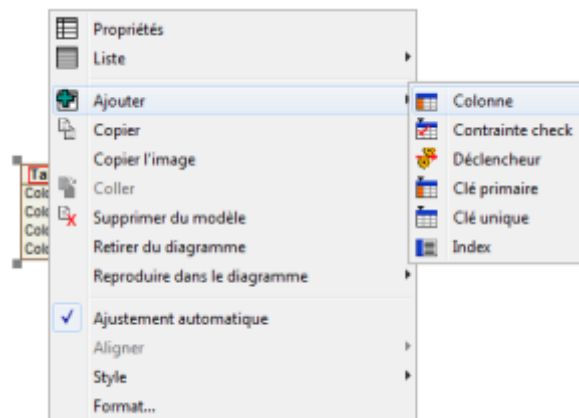 Propriétés
Liste
Ajouter
Copier
Copier l'image
Coller
Supprimer du modèle
Retirer du diagramme
Reproduire dans le diagramme
Ajustement automatique
Aligner
Style
Format...
Colonne
Contrainte check
Déclencheur
Clé primaire
Clé unique
Index